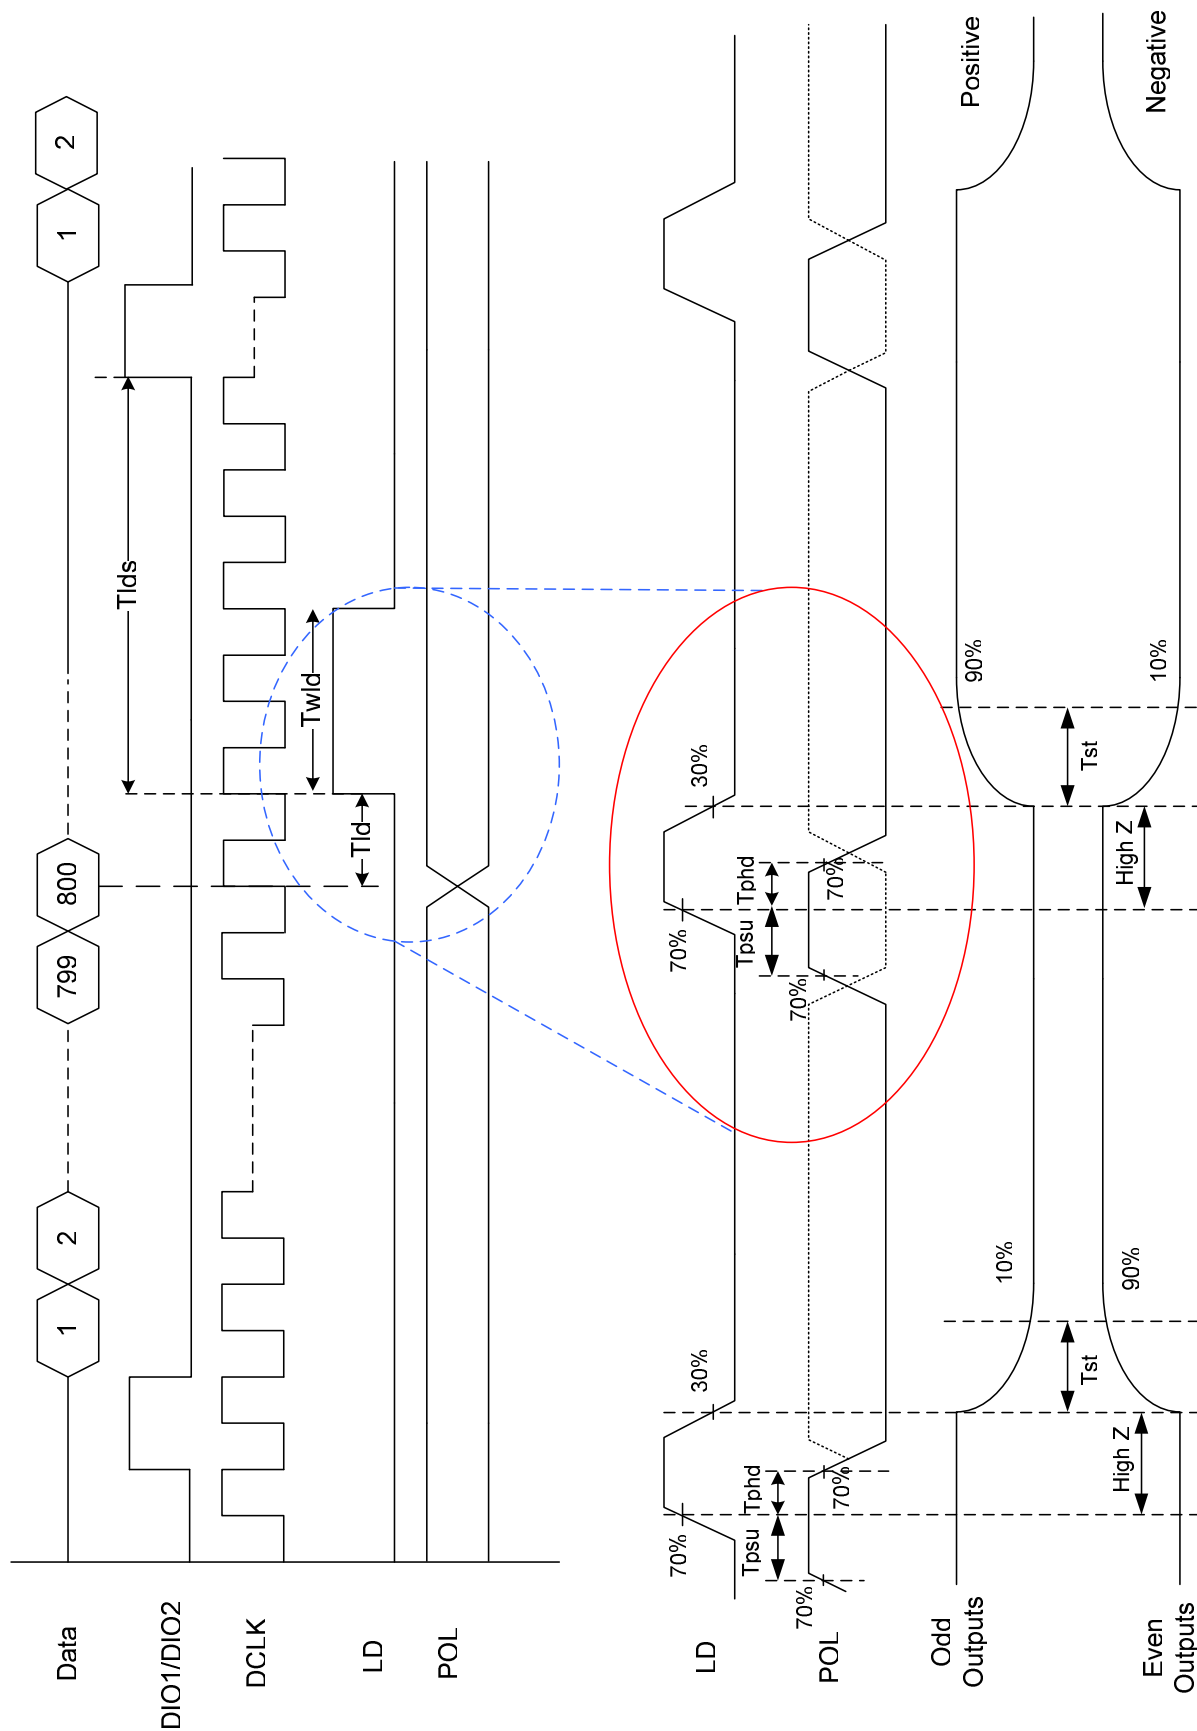 Data
1
2
799
800
1
2
DIO1/DIO2
Tlds
DCLK
LD
Tld
Twld
POL
LD
70%
30%
70%
30%
Tpsu
Tphd
Tpsu
Tphd
POL
70%
70%
70%
70%
Odd
Outputs
10%
90%
Positive
Tst
Tst
High Z
High Z
Even
Outputs
90%
10%
Negative